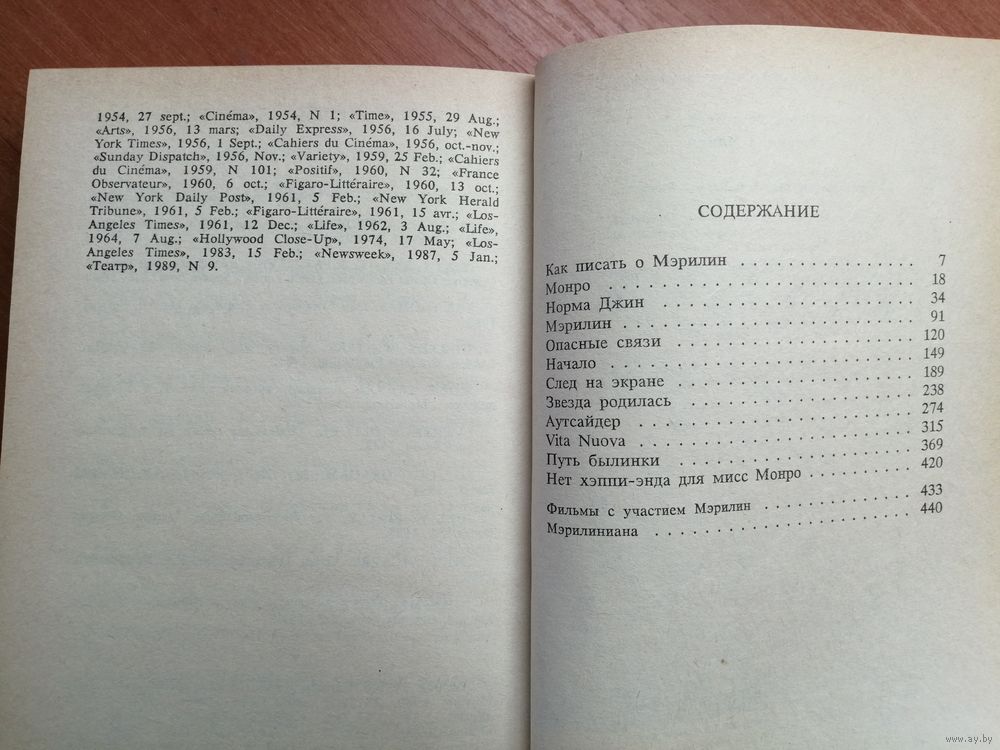 1954, 27 sept.; «Cinéma», 1954, N 1; «Time», 1955, 29 Aug.;
«Arts», 1956, 13 mars; «Daily Express», 1956, 16 July; «New
York Times», 1956, 1 Sept.; «Cahiers du Cinéma», 1956, oct.-nov.;
«Sunday Dispatch», 1956, Nov.; «Variety», 1959, 25 Feb.; «Cahiers
du Cinéma», 1959, N 101; «Positif», 1960, N 32; «France
Observateur», 1960, 6 oct.; «Figaro-Littéraire», 1960, 13 oct.;
«New York Daily Post», 1961, 5 Feb.; «New York Herald
Tribune», 1961, 5 Feb.; «Figaro-Littéraire», 1961, 15 avr.; «Los-
Angeles Times», 1961, 12 Dec.; «Life», 1962, 3 Aug.; «Life»,
1964, 7 Aug.; «Hollywood Close-Up», 1974, 17 May; «Los-
Angeles Times», 1983, 15 Feb.; «Newsweek», 1987, 5 Jan.;
«Театр», 1989, N 9.
СОДЕРЖАНИЕ
Как писать о Мэрилин . . . . . . . . . . . . . . . 7
Монро . . . . . . . . . . . . . . . . . . . . . . 18
Норма Джин . . . . . . . . . . . . . . . . . . . 34
Мэрилин . . . . . . . . . . . . . . . . . . . . . 91
Опасные связи . . . . . . . . . . . . . . . . . . 120
Начало . . . . . . . . . . . . . . . . . . . . . 149
След на экране . . . . . . . . . . . . . . . . . 189
Звезда родилась . . . . . . . . . . . . . . . . . 238
Аутсайдер . . . . . . . . . . . . . . . . . . . . 274
Vita Nuova . . . . . . . . . . . . . . . . . . . 315
Путь былинки . . . . . . . . . . . . . . . . . . 369
Нет хэппи-энда для мисс Монро . . . . . . . . . . 420
Фильмы с участием Мэрилин . . . . . . . . . . . . 433
Мэрилиниана . . . . . . . . . . . . . . . . . . . 440
www.ay.by